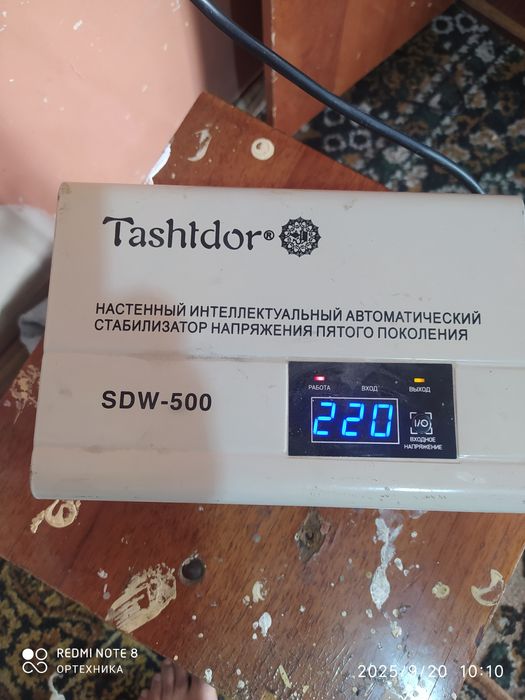 Tashtdor®
НАСТЕННЫЙ ИНТЕЛЛЕКТУАЛЬНЫЙ АВТОМАТИЧЕСКИЙ
СТАБИЛИЗАТОР НАПРЯЖЕНИЯ ПЯТОГО ПОКОЛЕНИЯ
SDW-500
РАБОТА ВХОД ВЫХОД
220
I/O
ВХОДНОЕ
НАПРЯЖЕНИЕ
REDMI NOTE 8
ОРТЕХНИКА
2025/9/20 10:10